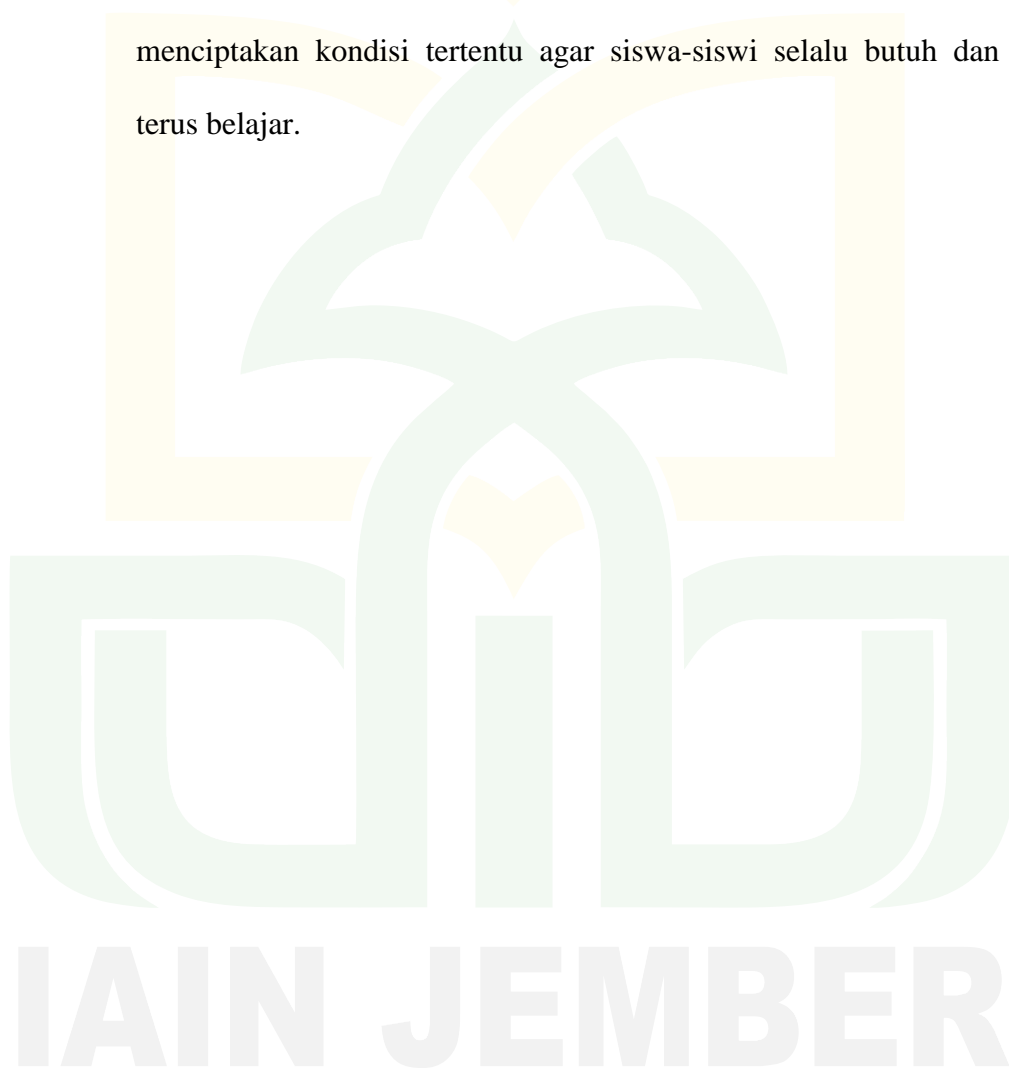 menciptakan kondisi tertentu agar siswa-siswi selalu butuh dan
terus belajar.
IAIN JEMBER